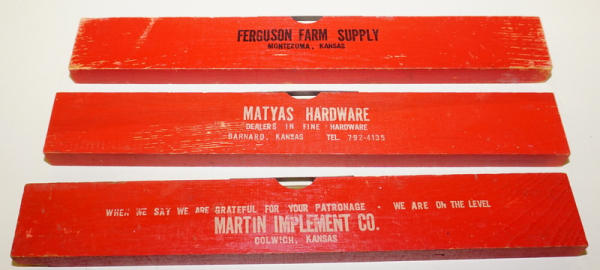 FERGUSON FARM SUPPLY
MONTEZUMA, KANSAS
MATYAS HARDWARE
DEALERS IN FINE HARDWARE
BARNARD, KANSAS TEL. 792-4135
WHEN WE SAY WE ARE GRATEFUL FOR YOUR PATRONAGE - WE ARE ON THE LEVEL
MARTIN IMPLEMENT CO.
COLWICH, KANSAS